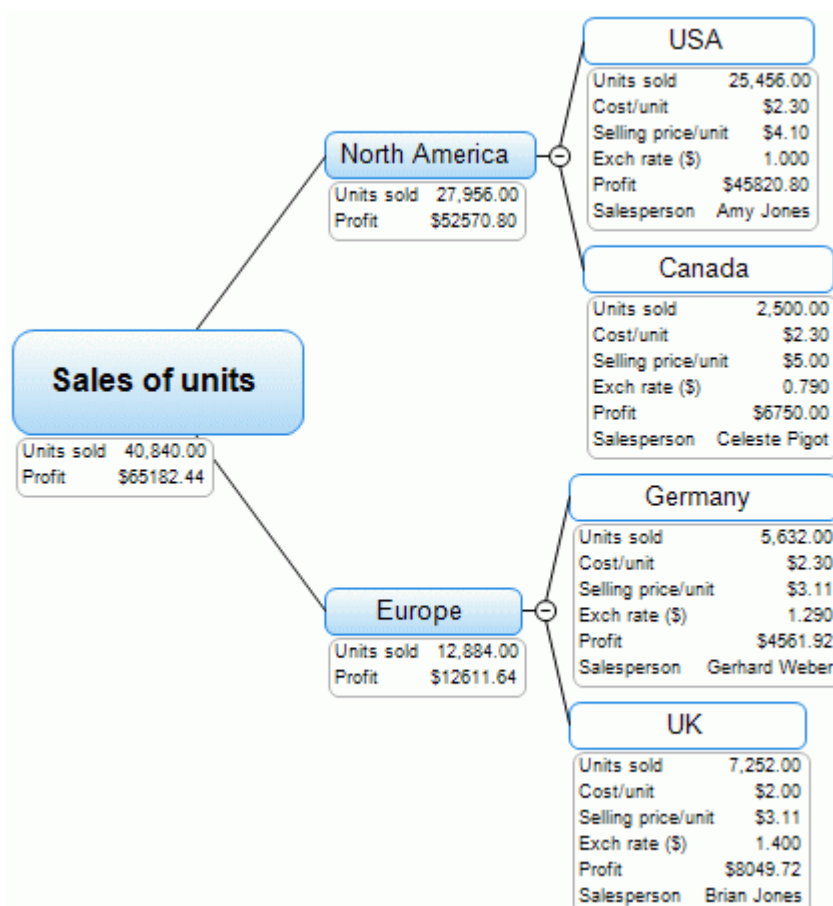 USA
Units sold 25,456.00
Cost/unit $2.30
Selling price/unit $4.10
Exch rate ($) 1.000
Profit $45820.80
Salesperson Amy Jones
North America
Units sold 27,956.00
Profit $52570.80
Canada
Units sold 2,500.00
Cost/unit $2.30
Selling price/unit $5.00
Exch rate ($) 0.790
Profit $6750.00
Salesperson Celeste Pigot
Sales of units
Units sold 40,840.00
Profit $65182.44
Germany
Units sold 5,632.00
Cost/unit $2.30
Selling price/unit $3.11
Exch rate ($) 1.290
Profit $4561.92
Salesperson Gerhard Weber
Europe
Units sold 12,884.00
Profit $12611.64
UK
Units sold 7,252.00
Cost/unit $2.00
Selling price/unit $3.11
Exch rate ($) 1.400
Profit $8049.72
Salesperson Brian Jones